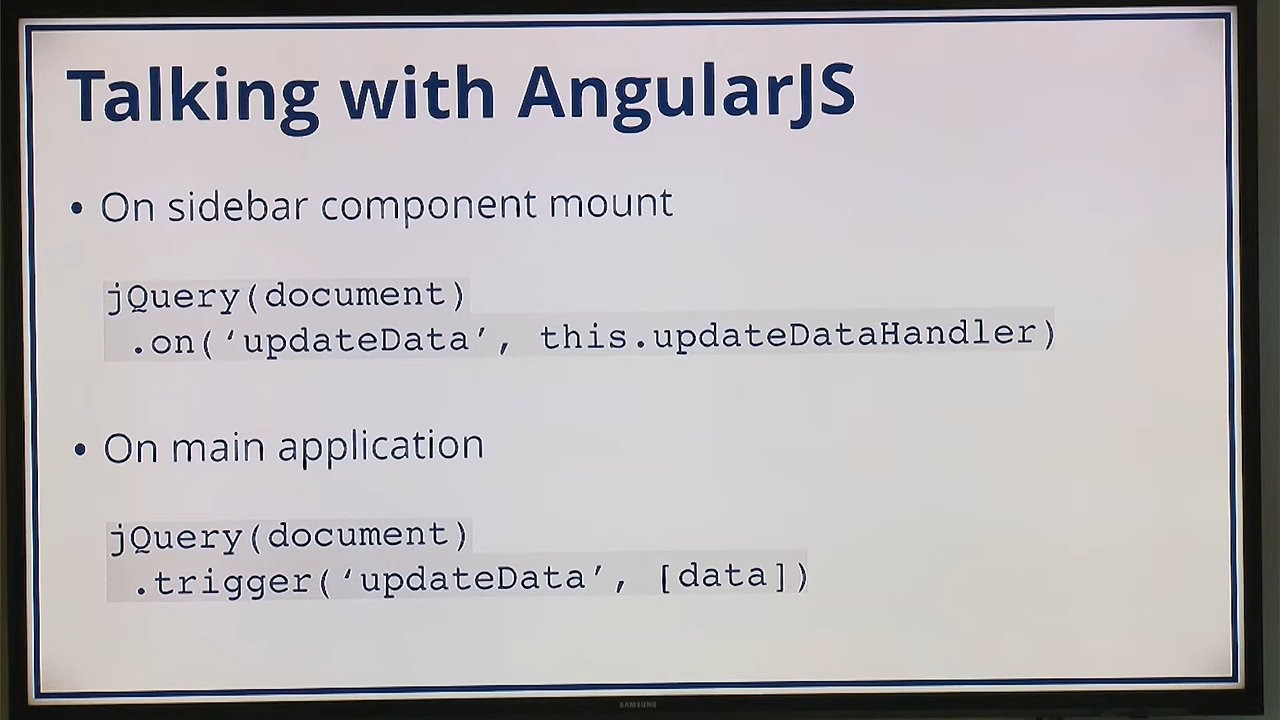 Talking with AngularJS
• On sidebar component mount
jQuery(document)
.on(‘updateData’, this.updateDataHandler)
• On main application
jQuery(document)
.trigger(‘updateData’, [data])
SAMSUNG